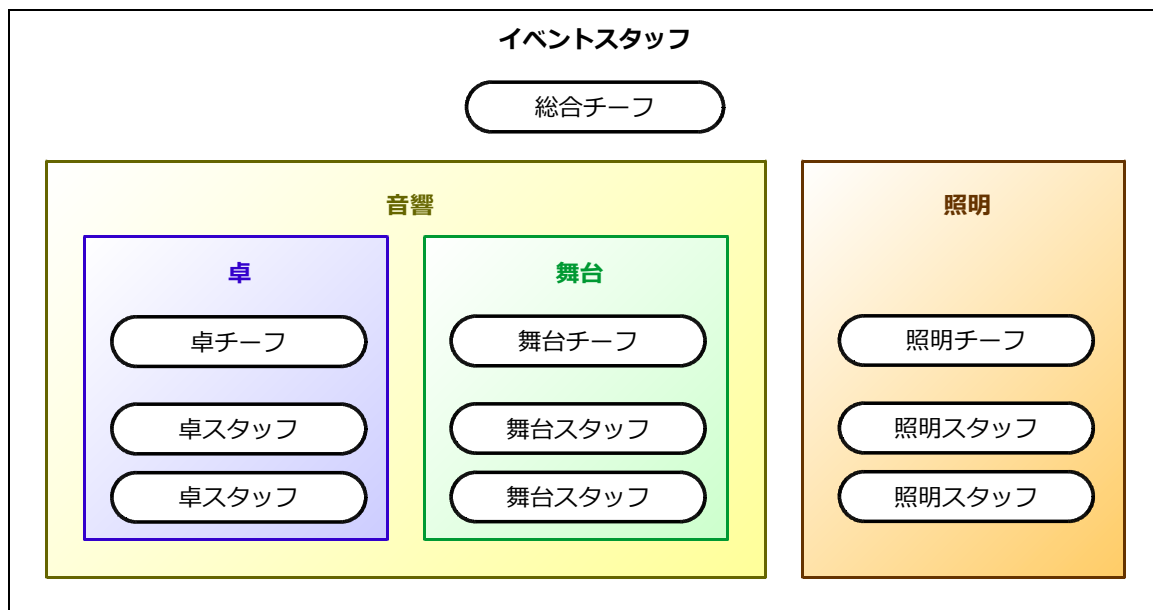 イベントスタッフ
総合チーフ
音響
照明
卓
舞台
卓チーフ
舞台チーフ
照明チーフ
卓スタッフ
舞台スタッフ
照明スタッフ
卓スタッフ
舞台スタッフ
照明スタッフ